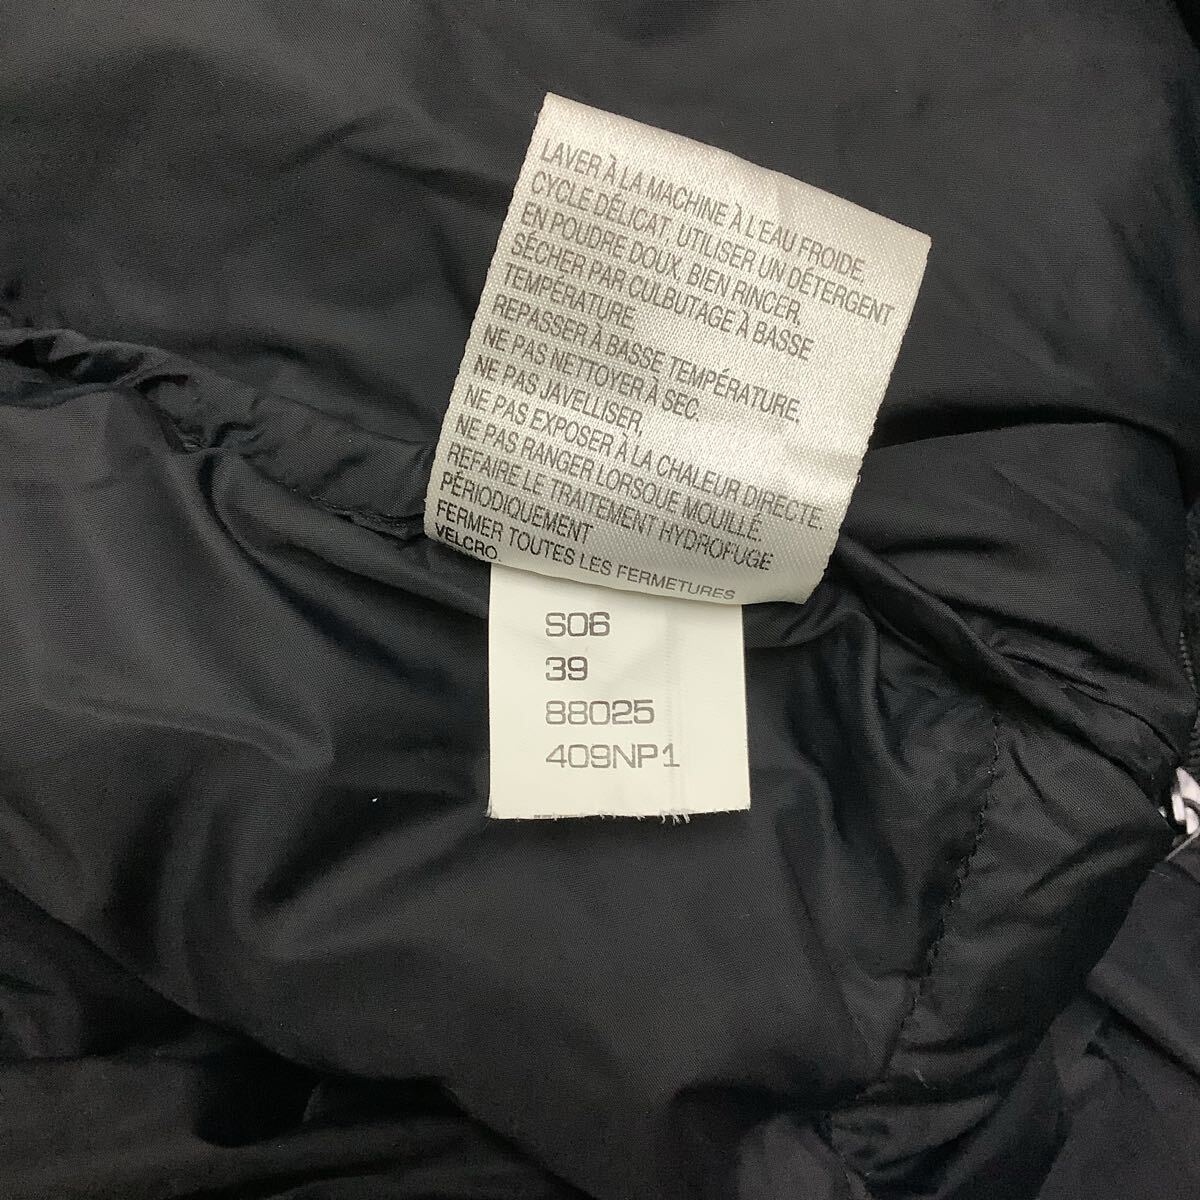 LAVER À LA MACHINE À L'EAU FROIDE,
CYCLE DÉLICAT, UTILISER UN DÉTERGENT
EN POUDRE DOUX, BIEN RINCER,
SÉCHER PAR CULBUTAGE À BASSE
TEMPÉRATURE.
REPASSER À BASSE TEMPÉRATURE.
NE PAS NETTOYER À SEC.
NE PAS JAVELLISER,
NE PAS EXPOSER À LA CHALEUR DIRECTE.
NE PAS RANGER LORSQUE MOUILLÉ.
REFAIRE LE TRAITEMENT HYDROFUGE
PÉRIODIQUEMENT
FERMER TOUTES LES FERMETURES
VELCRO.
S06
39
88025
409NP1